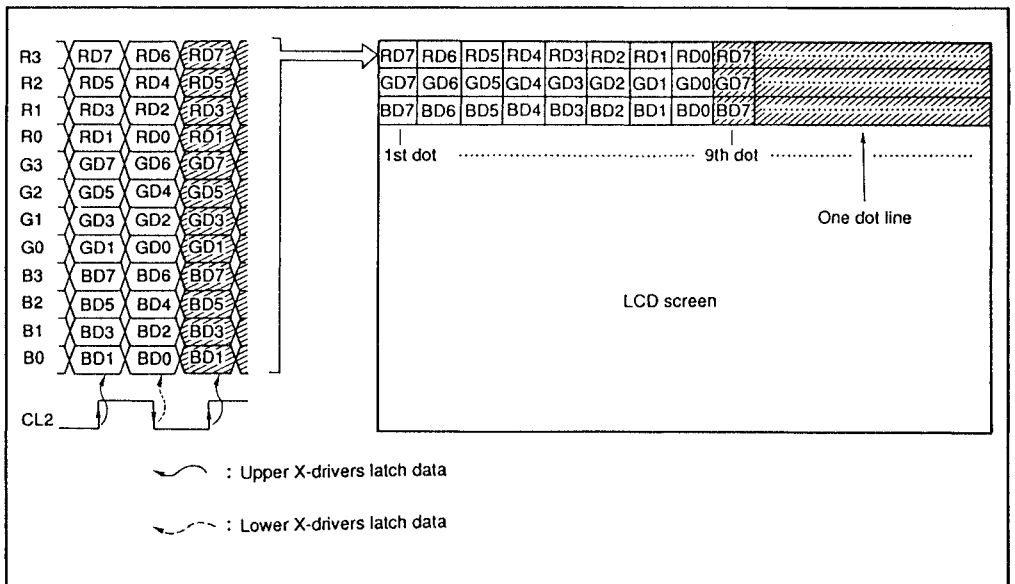 R3 RD7 RD6 RD7
R2 RD5 RD4 RD5
R1 RD3 RD2 RD3
R0 RD1 RD0 RD1
G3 GD7 GD6 GD7
G2 GD5 GD4 GD5
G1 GD3 GD2 GD3
G0 GD1 GD0 GD1
B3 BD7 BD6 BD7
B2 BD5 BD4 BD5
B1 BD3 BD2 BD3
B0 BD1 BD0 BD1
CL2
RD7 RD6 RD5 RD4 RD3 RD2 RD1 RD0 RD7
GD7 GD6 GD5 GD4 GD3 GD2 GD1 GD0 GD7
BD7 BD6 BD5 BD4 BD3 BD2 BD1 BD0 BD7
1st dot 9th dot
One dot line
LCD screen
: Upper X-drivers latch data
: Lower X-drivers latch data